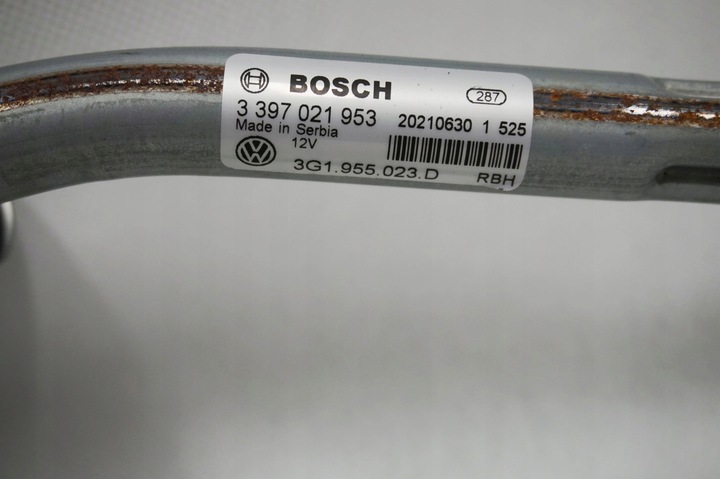 BOSCH 287
3 397 021 953 20210630 1 525
Made in Serbia
12V
3G1.955.023.D RBH